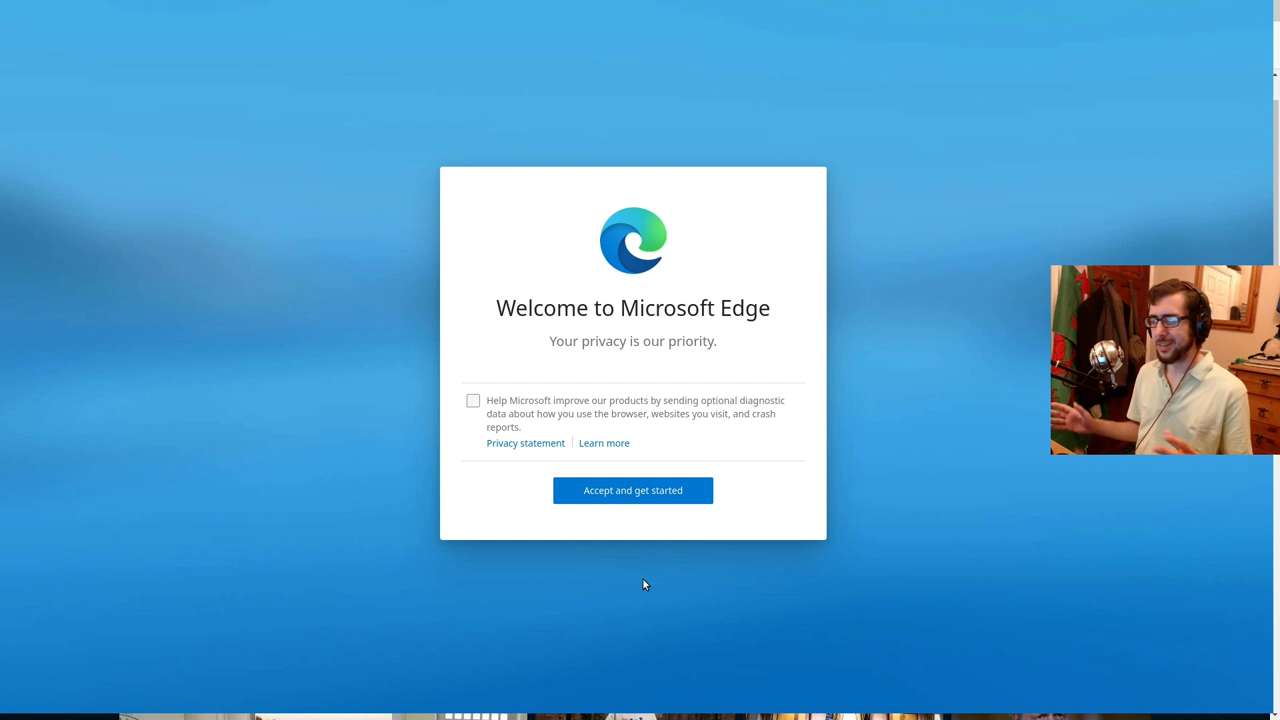 Welcome to Microsoft Edge
Your privacy is our priority.
Help Microsoft improve our products by sending optional diagnostic
data about how you use the browser, websites you visit, and crash
reports.
Privacy statement | Learn more
Accept and get started